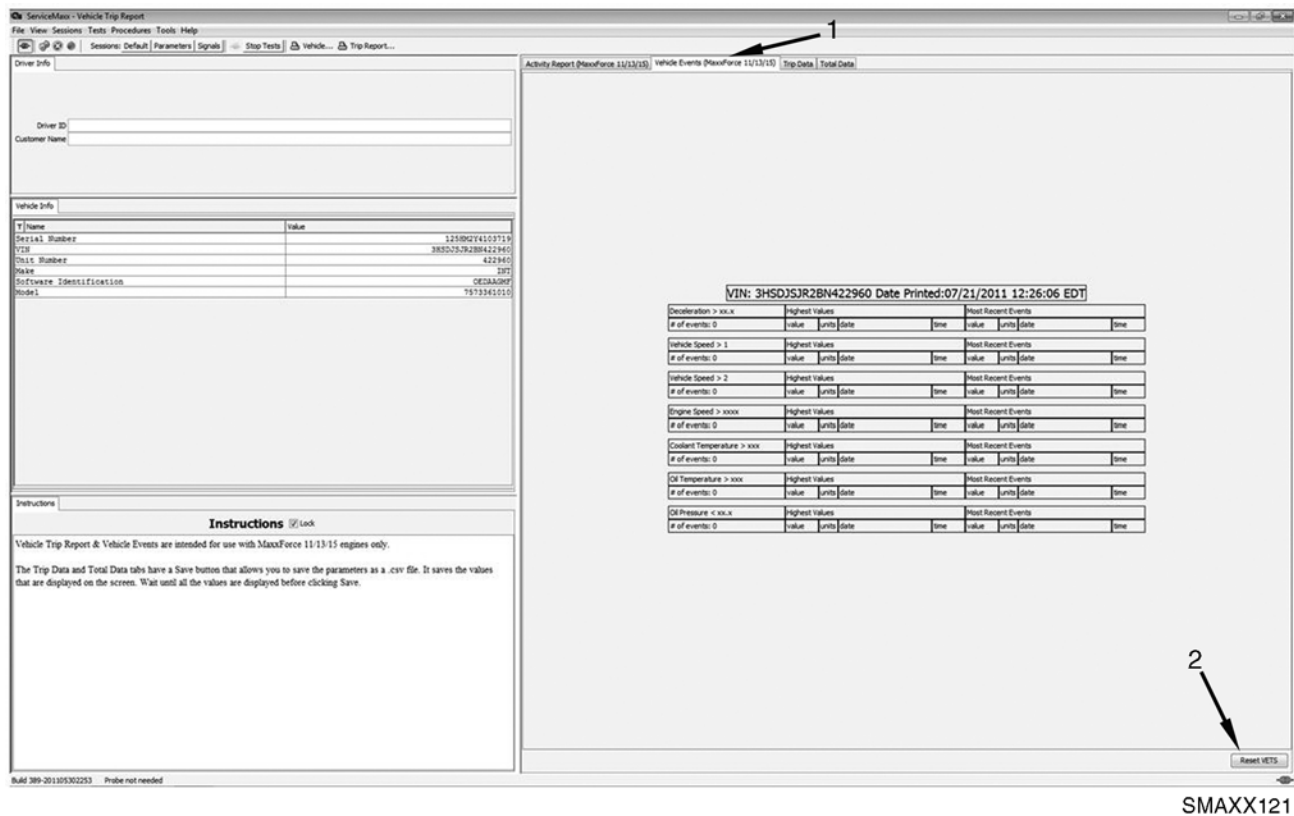 ServiceMaxx - Vehicle Trip Report
File View Sessions Tests Procedures Tools Help
Sessions: Default Parameters Signals Stop Tests Vehicle... Trip Report...
1
Driver Info
Driver ID
Customer Name
Vehicle Info
T Name Value
Serial Number 125HM2Y4103719
VIN 3HSDJSJR2BN422960
Unit Number 422960
Make INT
Software Identification
Model 7573361010
Instructions
Instructions Lock
Vehicle Trip Report & Vehicle Events are intended for use with MaxxForce 11/13/15 engines only.
The Trip Data and Total Data tabs have a Save button that allows you to save the parameters as a .csv file. It saves the values
that are displayed on the screen. Wait until all the values are displayed before clicking Save.
Activity Report (MaxxForce 11/13/15) Vehicle Events (MaxxForce 11/13/15) Trip Data Total Data
VIN: 3HSDJSJR2BN422960 Date Printed:07/21/2011 12:26:06 EDT
Deceleration > xx.x Highest Values Most Recent Events
# of events: 0 value units date time value units date time
Vehicle Speed > 1 Highest Values Most Recent Events
# of events: 0 value units date time value units date time
Vehicle Speed > 2 Highest Values Most Recent Events
# of events: 0 value units date time value units date time
Engine Speed > xxxx Highest Values Most Recent Events
# of events: 0 value units date time value units date time
Coolant Temperature > xxx Highest Values Most Recent Events
# of events: 0 value units date time value units date time
Oil Temperature > xxx Highest Values Most Recent Events
# of events: 0 value units date time value units date time
Oil Pressure < xx.x Highest Values Most Recent Events
# of events: 0 value units date time value units date time
2
Reset VETS
Build 389-201105302253 Probe not needed
SMAXX121